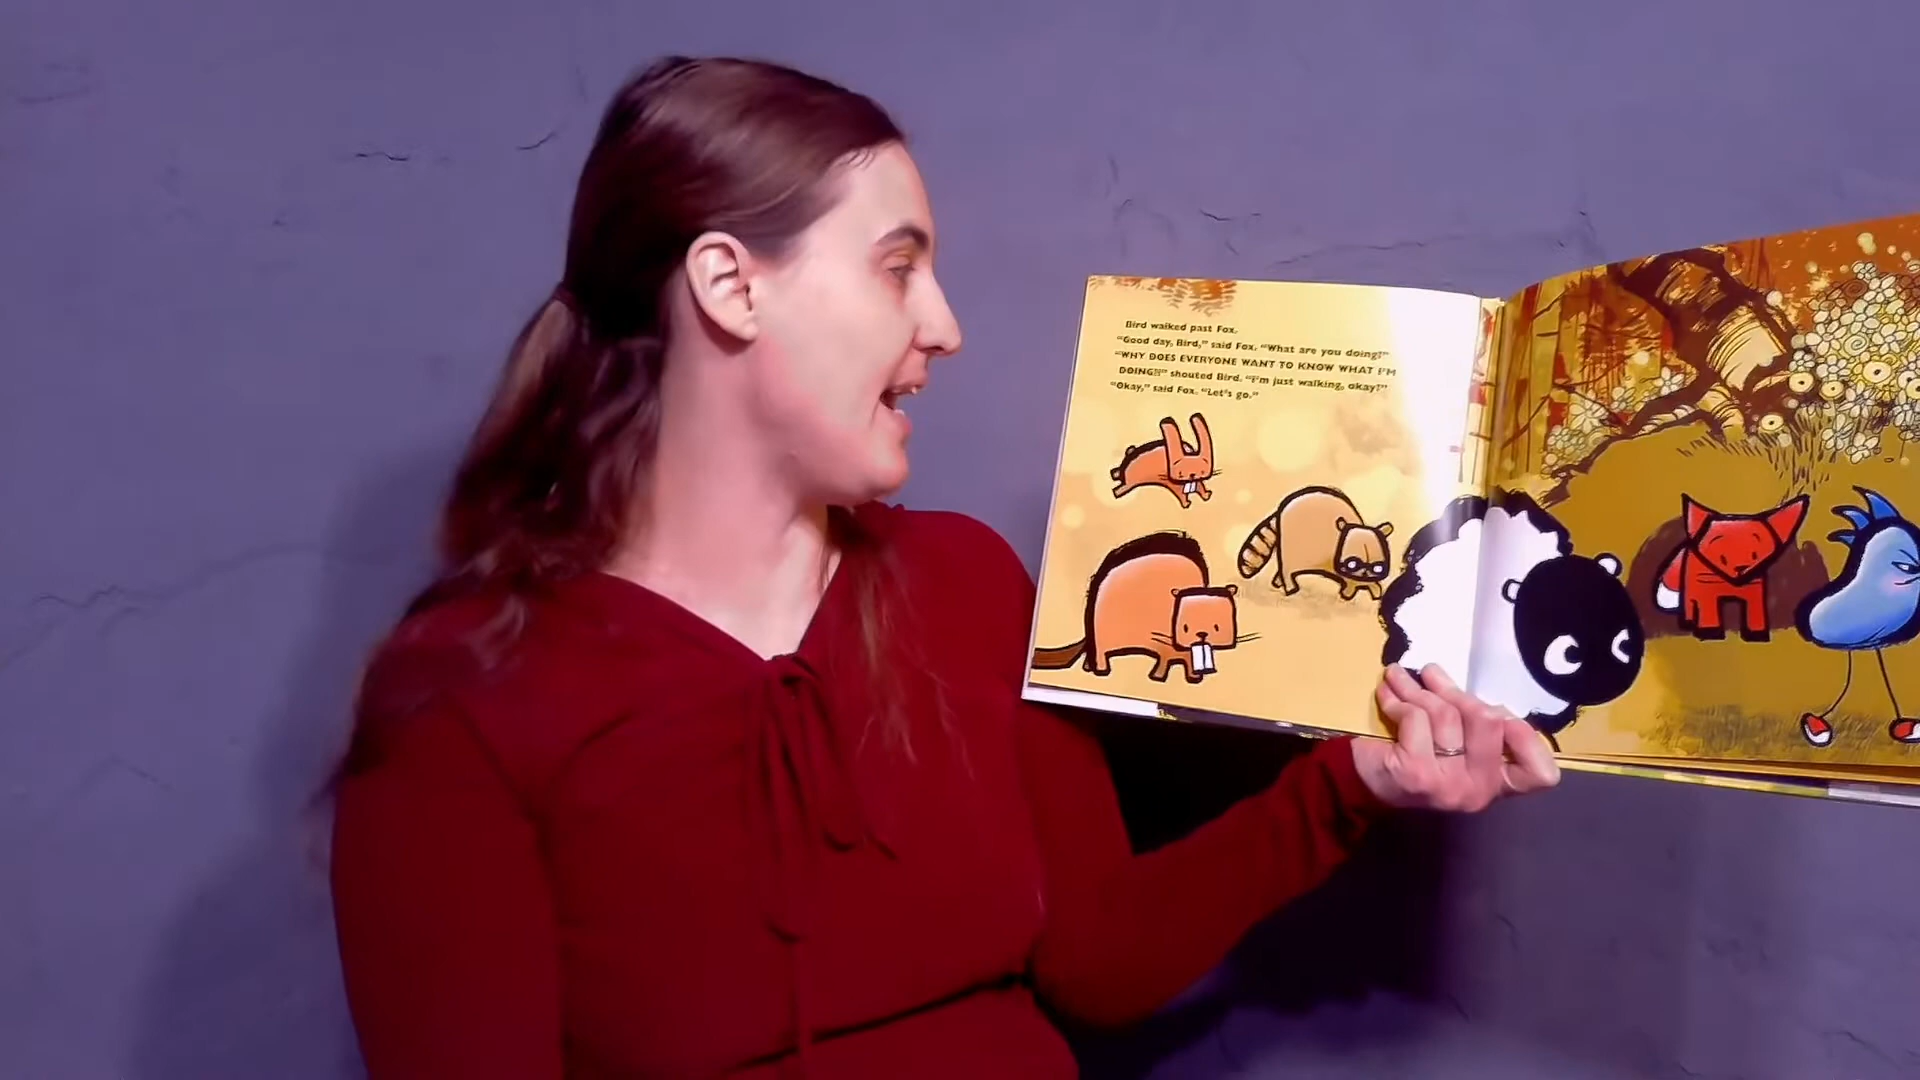 Bird walked past Fox.
"Good day, Bird," said Fox. "What are you doing?"
"WHY DOES EVERYONE WANT TO KNOW WHAT I'M
DOING?!" shouted Bird. "I'm just walking, okay?"
"Okay," said Fox. "Let's go."